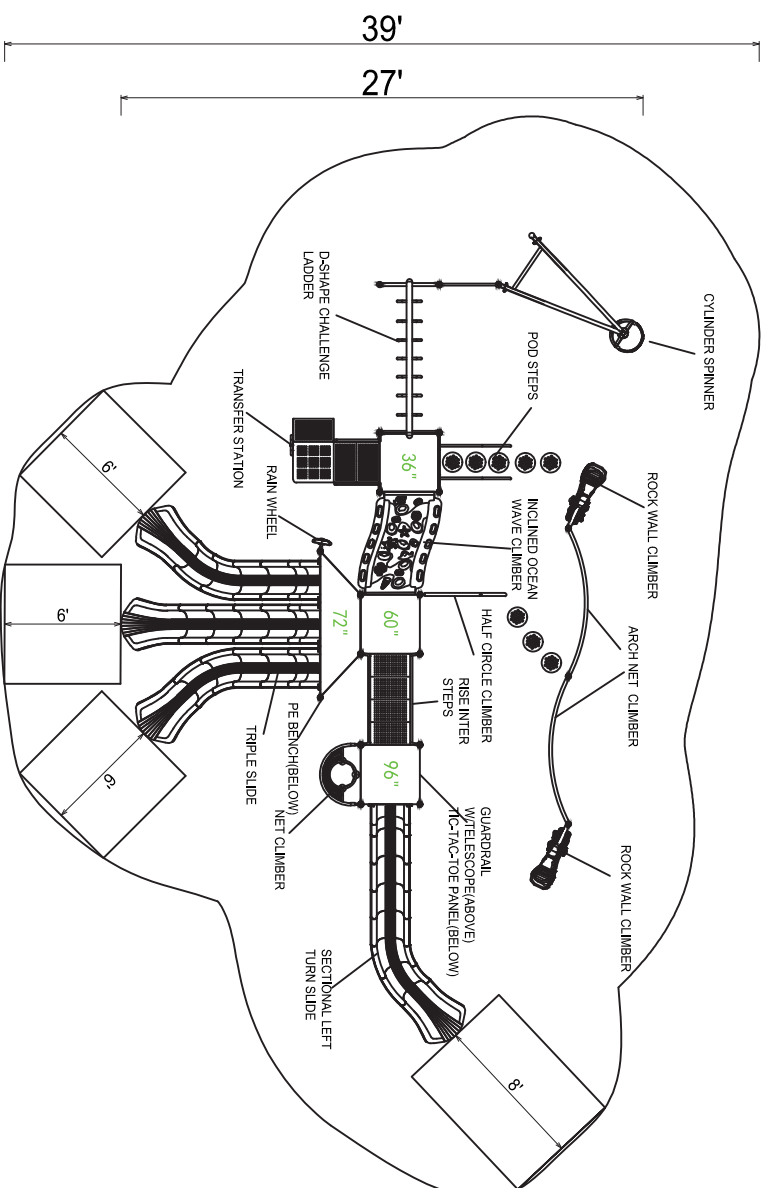 39'
27'
CYLINDER SPINNER
D-SHAPE CHALLENGE
LADDER
POD STEPS
TRANSFER STATION
36"
ROCK WALL CLIMBER
6'
RAIN WHEEL
INCLINED OCEAN
WAVE CLIMBER
6'
72"
60"
HALF CIRCLE CLIMBER
ARCH NET CLIMBER
RISE INTER
STEPS
PE BENCH(BELOW)
TRIPLE SLIDE
6'
96"
NET CLIMBER
GUARDRAIL
W/TELESCOPE(ABOVE)
TIC-TAC-TOE PANEL(BELOW)
ROCK WALL CLIMBER
SECTIONAL LEFT
TURN SLIDE
8'